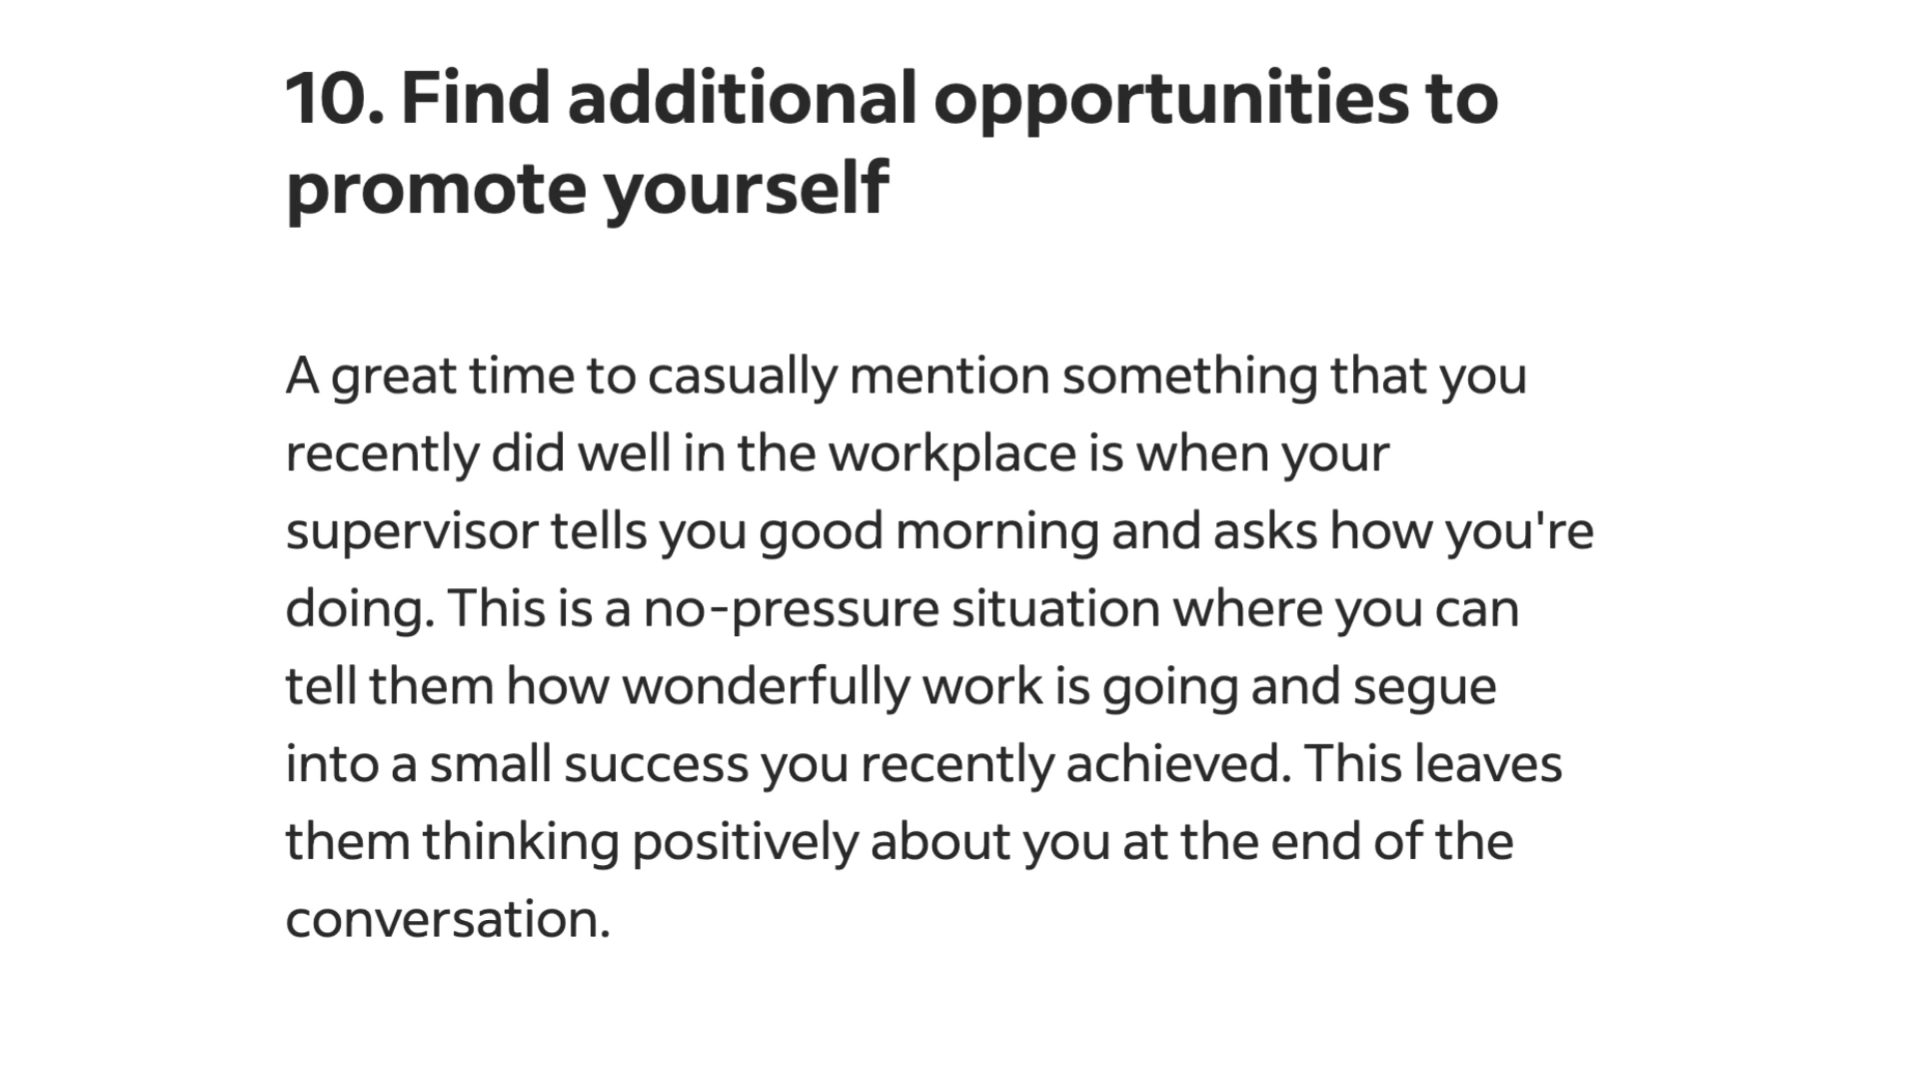 10. Find additional opportunities to
promote yourself
A great time to casually mention something that you
recently did well in the workplace is when your
supervisor tells you good morning and asks how you're
doing. This is a no-pressure situation where you can
tell them how wonderfully work is going and segue
into a small success you recently achieved. This leaves
them thinking positively about you at the end of the
conversation.